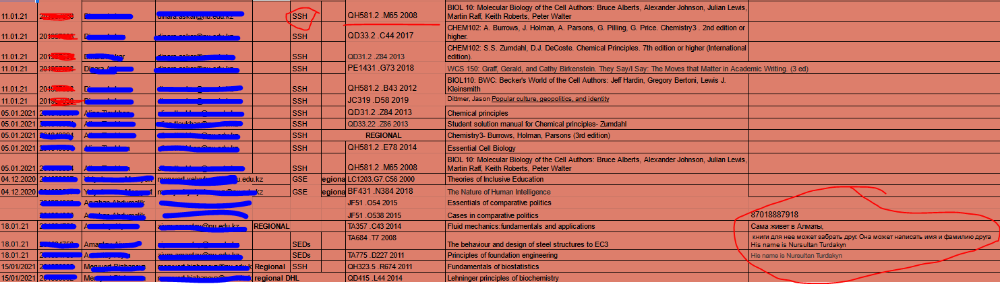 11.01.21 SSH QH581.2 .M65 2008 BIOL 10: Molecular Biology of the Cell Authors: Bruce Alberts, Alexander Johnson, Julian Lewis,
Martin Raff, Keith Roberts, Peter Walter
11.01.21 SSH QD33.2 .C44 2017 CHEM102: A. Burrows, J. Holman, A. Parsons, G. Pilling, G. Price. Chemistry3 . 2nd edition or
higher.
11.01.21 SSH QD31.2 .Z84 2013 CHEM102: S.S. Zumdahl, D.J. DeCoste. Chemical Principles. 7th edition or higher (International
edition).
11.01.21 SSH PE1431 .G73 2018 WCS 150: Graff, Gerald, and Cathy Birkenstein. They Say/I Say: The Moves that Matter in Academic Writing. (3 ed)
11.01.21 SSH QH581.2 .B43 2012 BIOL110: BWC: Becker's World of the Cell Authors: Jeff Hardin, Gregory Bertoni, Lewis J.
Kleinsmith
11.01.21 SSH JC319 .D58 2019 Dittmer, Jason Popular culture, geopolitics, and identity
05.01.2021 SSH QD31.2 .Z84 2013 Chemical principles
05.01.2021 SSH QD33.22 .Z86 2013 Student solution manual for Chemical principles- Zumdahl
05.01.2021 SSH REGIONAL Chemistry3- Burrows, Holman, Parsons (3rd edition)
05.01.2021 SSH QH581.2 .E78 2014 Essential Cell Biology
05.01.2021 SSH QH581.2 .M65 2008 BIOL 10: Molecular Biology of the Cell Authors: Bruce Alberts, Alexander Johnson, Julian Lewis,
Martin Raff, Keith Roberts, Peter Walter
04.12.2020 u.edu.kz GSE regiona LC1203.G7.C56 2000 Theories of Inclusive Education
04.12.2020 GSE regiona BF431 .N384 2018 The Nature of Human Intelligence
JF51 .O54 2015 Essentials of comparative politics
JF51 .O538 2015 Cases in comparative politics 87018887918
18.01.21 REGIONAL TA357 .C43 2014 Fluid mechanics:fundamentals and applications Сама живет в Алматы,
18.01.21 SEDs TA684 .T7 2008 The behaviour and design of steel structures to EC3 книги для нее может забрать друг. Она может написать имя и фамилию друга
His name is Nursultan Turdakyn
18.01.21 SEDs TA775 .D227 2011 Principles of foundation engineering His name is Nursultan Turdakyn
15/01/2021 Regional SSH QH323.5 .R674 2011 Fundamentals of biostatistics
15/01/2021 regional DHL QD415 .L44 2014 Lehninger principles of biochemistry